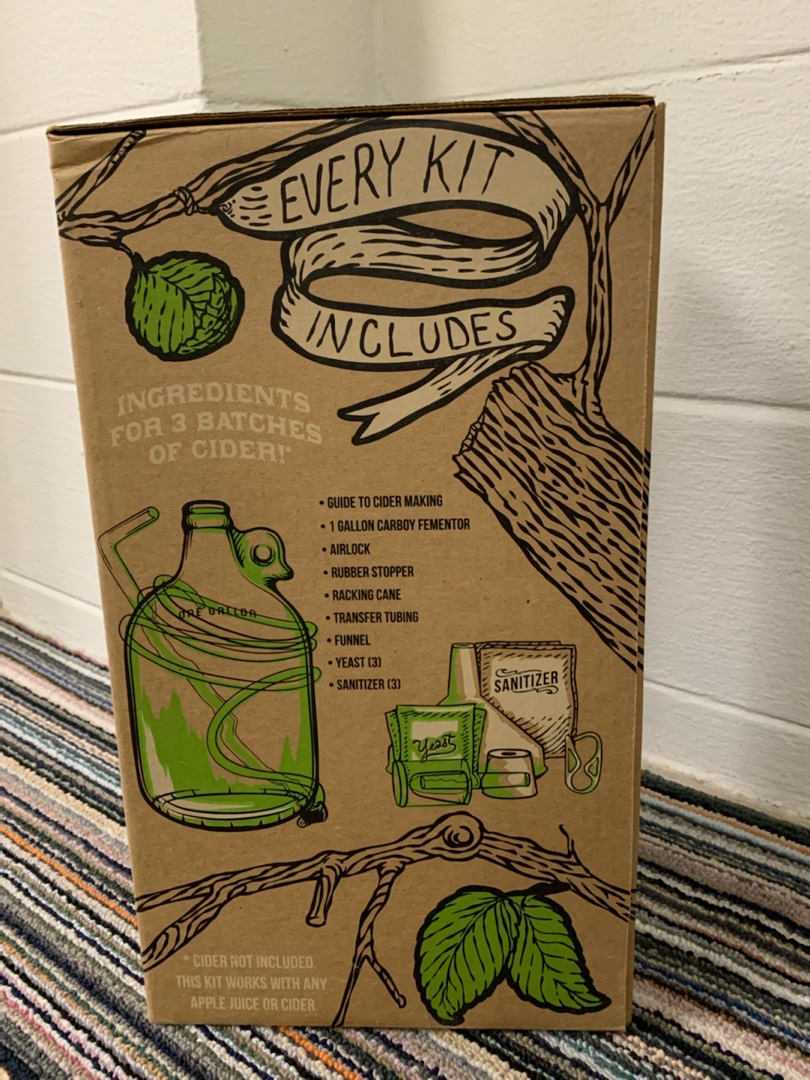 EVERY KIT
INCLUDES
INGREDIENTS
FOR 3 BATCHES
OF CIDER!*
• GUIDE TO CIDER MAKING
• 1 GALLON CARBOY FEMENTOR
• AIRLOCK
• RUBBER STOPPER
• RACKING CANE
• TRANSFER TUBING
• FUNNEL
• YEAST (3)
• SANITIZER (3)
ONE GALLON
SANITIZER
Yeast
* CIDER NOT INCLUDED.
THIS KIT WORKS WITH ANY
APPLE JUICE OR CIDER